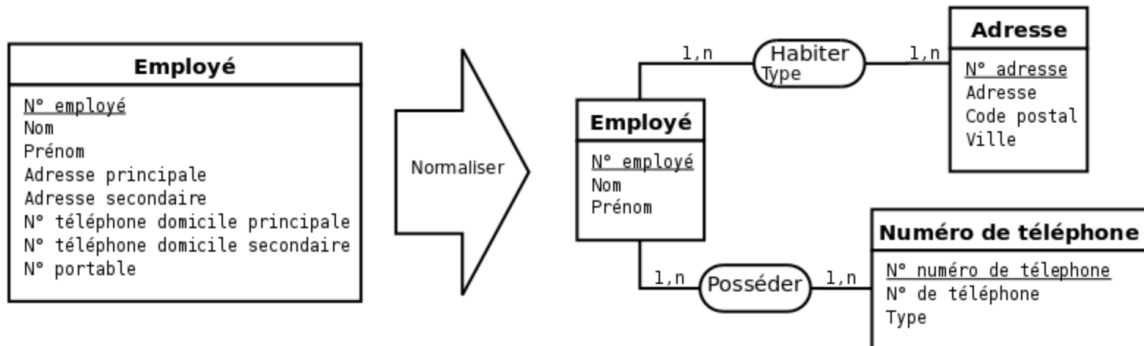 Employé
N° employé
Nom
Prénom
Adresse principale
Adresse secondaire
N° téléphone domicile principale
N° téléphone domicile secondaire
N° portable
Normaliser
Employé
N° employé
Nom
Prénom
1,n
Habiter
Type
1,n
Adresse
N° adresse
Adresse
Code postal
Ville
1,n
Posséder
1,n
Numéro de téléphone
N° numéro de télephone
N° de téléphone
Type